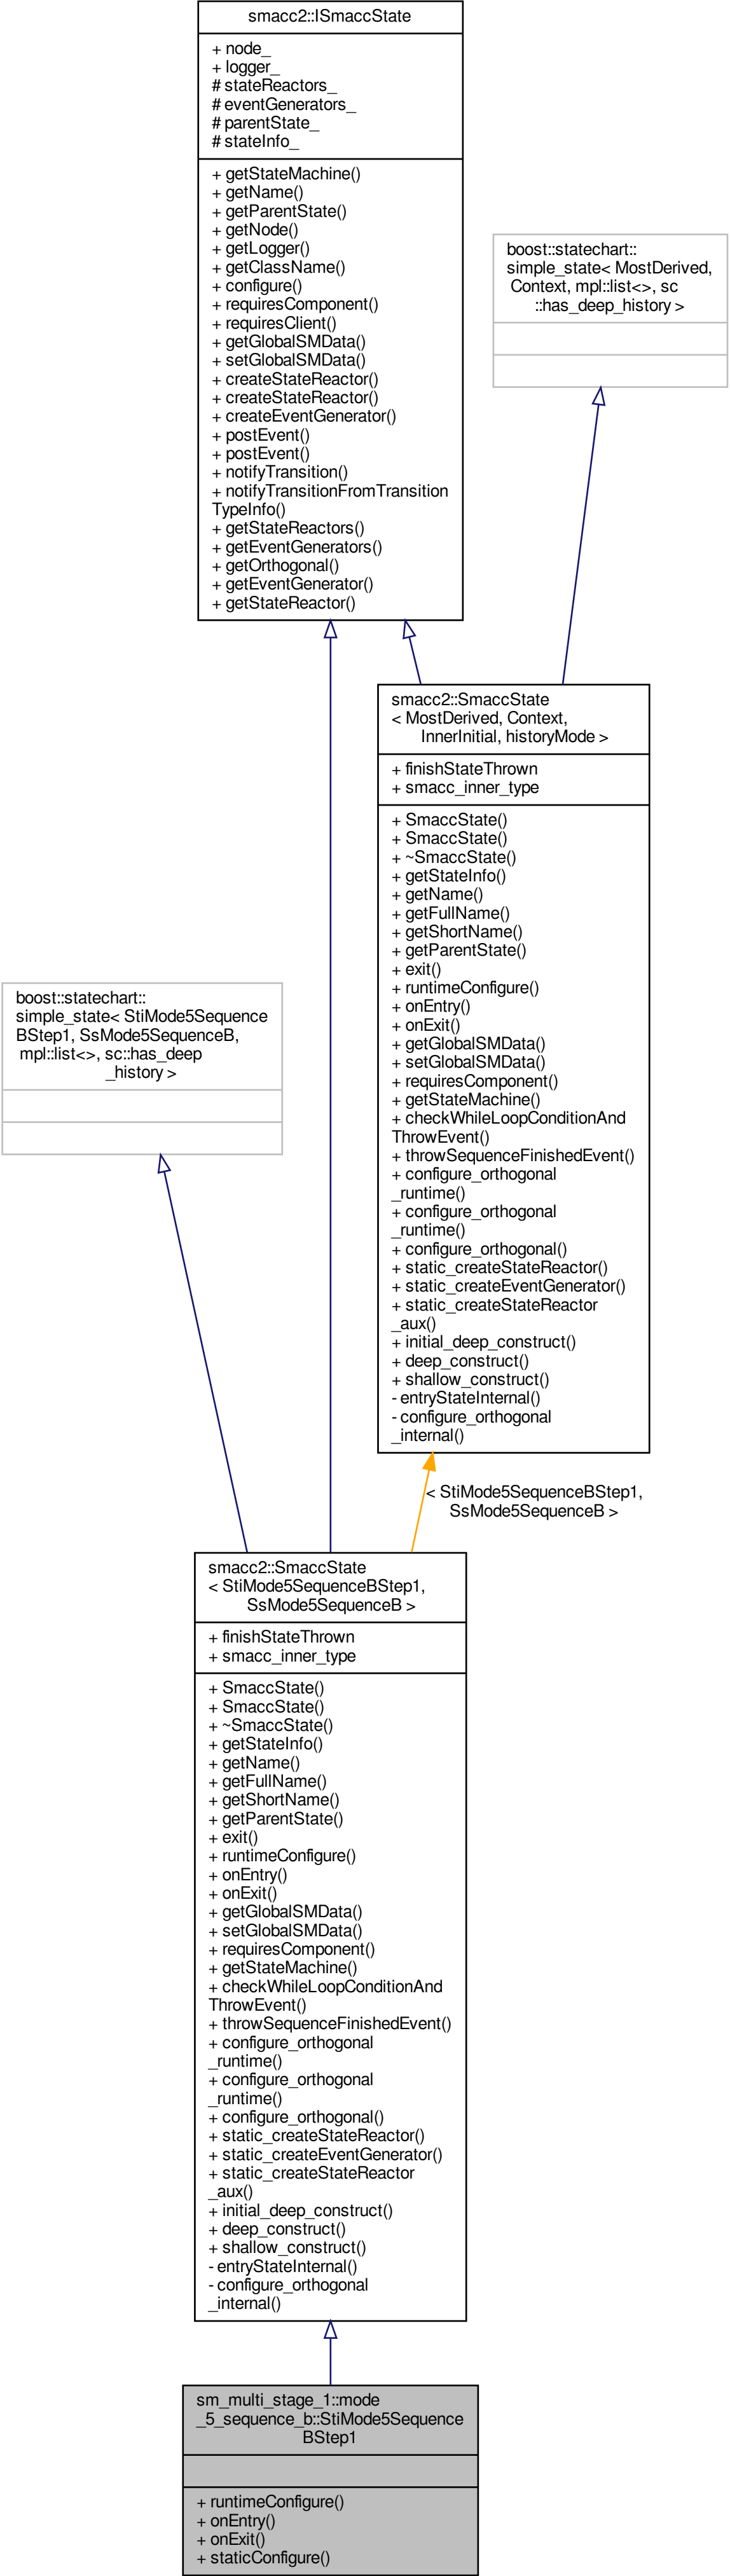 smacc2::ISmaccState
+ node_
+ logger_
# stateReactors_
# eventGenerators_
# parentState_
# stateInfo_
+ getStateMachine()
+ getName()
+ getParentState()
+ getNode()
+ getLogger()
+ getClassName()
+ configure()
+ requiresComponent()
+ requiresClient()
+ getGlobalSMData()
+ setGlobalSMData()
+ createStateReactor()
+ createStateReactor()
+ createEventGenerator()
+ postEvent()
+ postEvent()
+ notifyTransition()
+ notifyTransitionFromTransition
TypeInfo()
+ getStateReactors()
+ getEventGenerators()
+ getOrthogonal()
+ getEventGenerator()
+ getStateReactor()
boost::statechart::
simple_state< MostDerived,
Context, mpl::list<>, sc
::has_deep_history >
smacc2::SmaccState
< MostDerived, Context,
InnerInitial, historyMode >
+ finishStateThrown
+ smacc_inner_type
+ SmaccState()
+ SmaccState()
+ ~SmaccState()
+ getStateInfo()
+ getName()
+ getFullName()
+ getShortName()
+ getParentState()
+ exit()
+ runtimeConfigure()
+ onEntry()
+ onExit()
+ getGlobalSMData()
+ setGlobalSMData()
+ requiresComponent()
+ getStateMachine()
+ checkWhileLoopConditionAnd
ThrowEvent()
+ throwSequenceFinishedEvent()
+ configure_orthogonal
_runtime()
+ configure_orthogonal
_runtime()
+ configure_orthogonal()
+ static_createStateReactor()
+ static_createEventGenerator()
+ static_createStateReactor
_aux()
+ initial_deep_construct()
+ deep_construct()
+ shallow_construct()
- entryStateInternal()
- configure_orthogonal
_internal()
boost::statechart::
simple_state< StiMode5Sequence
BStep1, SsMode5SequenceB,
mpl::list<>, sc::has_deep
_history >
< StiMode5SequenceBStep1,
SsMode5SequenceB >
smacc2::SmaccState
< StiMode5SequenceBStep1,
SsMode5SequenceB >
+ finishStateThrown
+ smacc_inner_type
+ SmaccState()
+ SmaccState()
+ ~SmaccState()
+ getStateInfo()
+ getName()
+ getFullName()
+ getShortName()
+ getParentState()
+ exit()
+ runtimeConfigure()
+ onEntry()
+ onExit()
+ getGlobalSMData()
+ setGlobalSMData()
+ requiresComponent()
+ getStateMachine()
+ checkWhileLoopConditionAnd
ThrowEvent()
+ throwSequenceFinishedEvent()
+ configure_orthogonal
_runtime()
+ configure_orthogonal
_runtime()
+ configure_orthogonal()
+ static_createStateReactor()
+ static_createEventGenerator()
+ static_createStateReactor
_aux()
+ initial_deep_construct()
+ deep_construct()
+ shallow_construct()
- entryStateInternal()
- configure_orthogonal
_internal()
sm_multi_stage_1::mode
_5_sequence_b::StiMode5Sequence
BStep1
+ runtimeConfigure()
+ onEntry()
+ onExit()
+ staticConfigure()